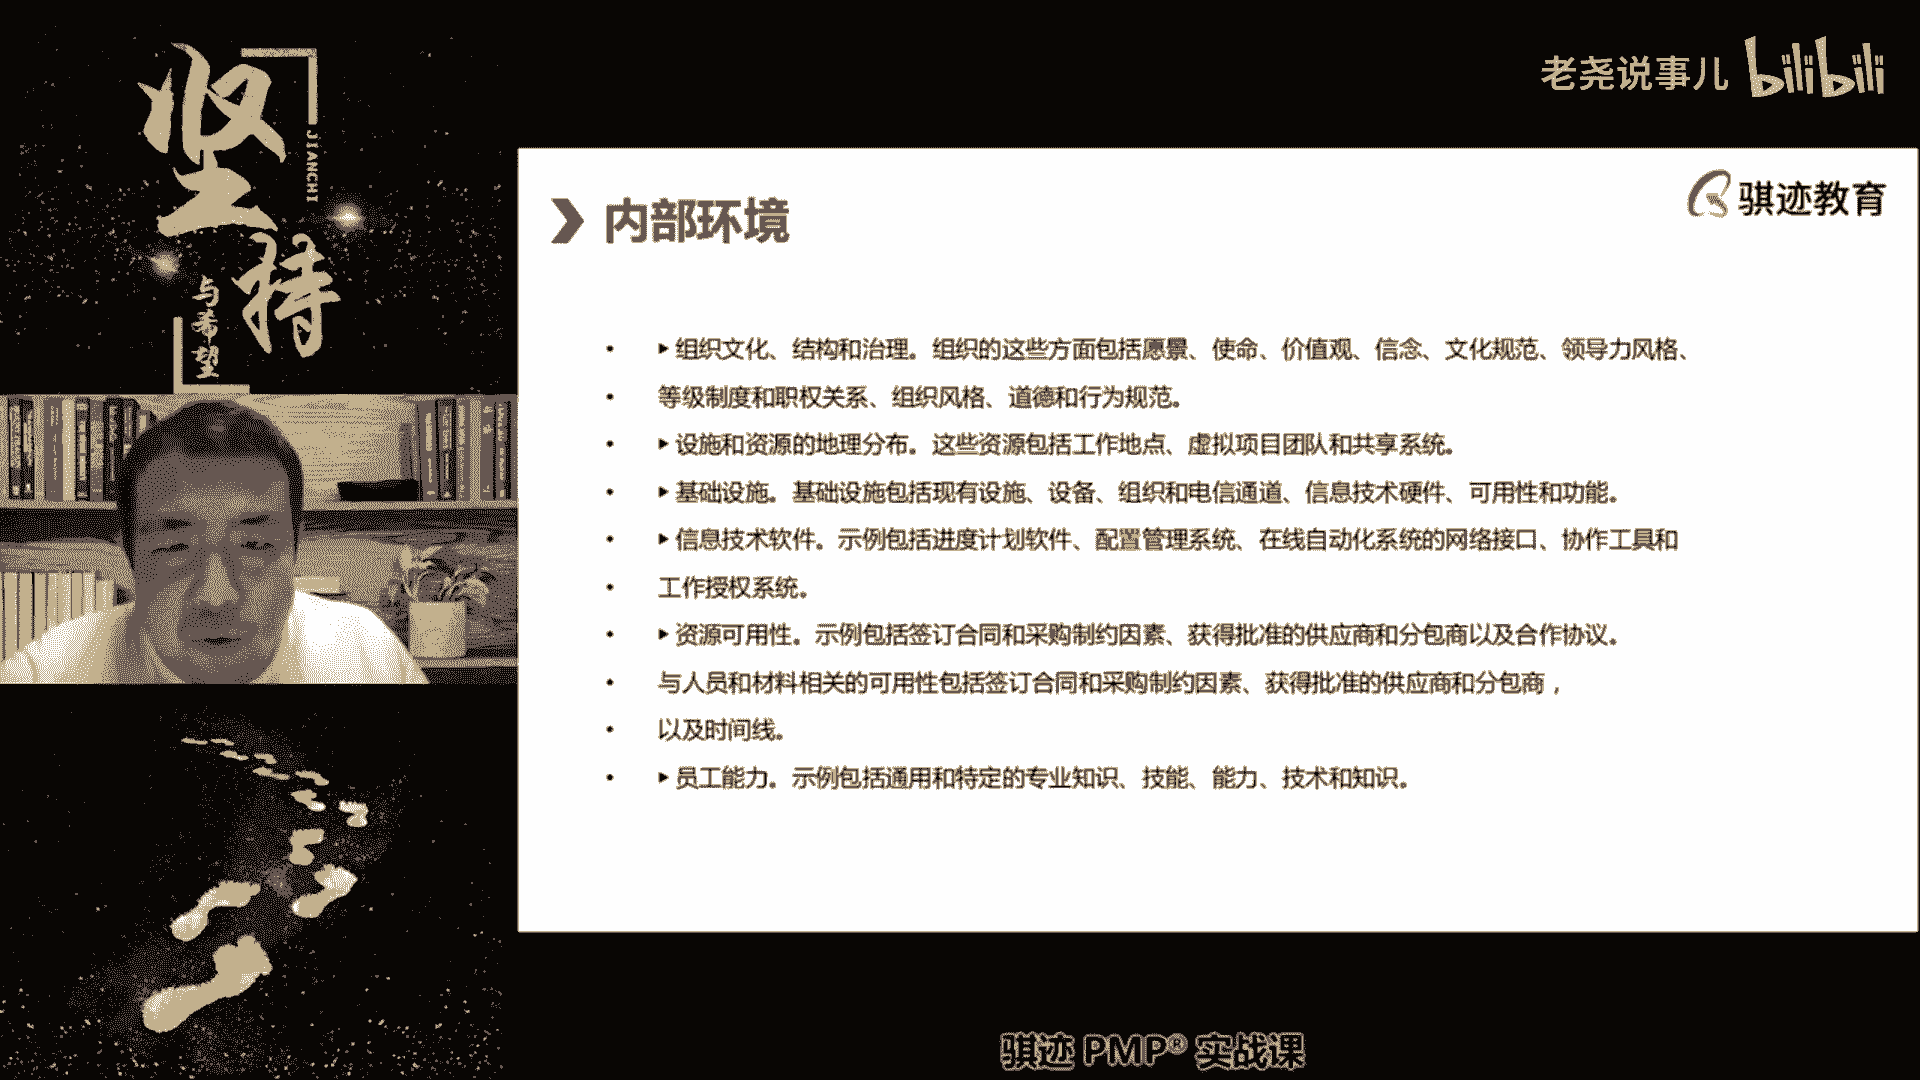 坚持
JIANCHI
与希望
老尧说事儿 bilibili
骐迹教育
内部环境
• ▸组织文化、结构和治理。组织的这些方面包括愿景、使命、价值观、信念、文化规范、领导力风格、
• 等级制度和职权关系、组织风格、道德和行为规范。
• ▸设施和资源的地理分布。这些资源包括工作地点、虚拟项目团队和共享系统。
• ▸基础设施。基础设施包括现有设施、设备、组织和电信通道、信息技术硬件、可用性和功能。
• ▸信息技术软件。示例包括进度计划软件、配置管理系统、在线自动化系统的网络接口、协作工具和
• 工作授权系统。
• ▸资源可用性。示例包括签订合同和采购制约因素、获得批准的供应商和分包商以及合作协议。
• 与人员和材料相关的可用性包括签订合同和采购制约因素、获得批准的供应商和分包商，
• 以及时间线。
• ▸员工能力。示例包括通用和特定的专业知识、技能、能力、技术和知识。
骐迹 PMP® 实战课